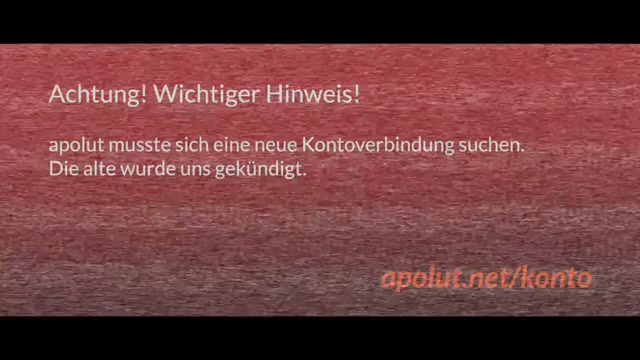 Achtung! Wichtiger Hinweis!
apolut musste sich eine neue Kontoverbindung suchen.
Die alte wurde uns gekündigt.
apolut.net/konto